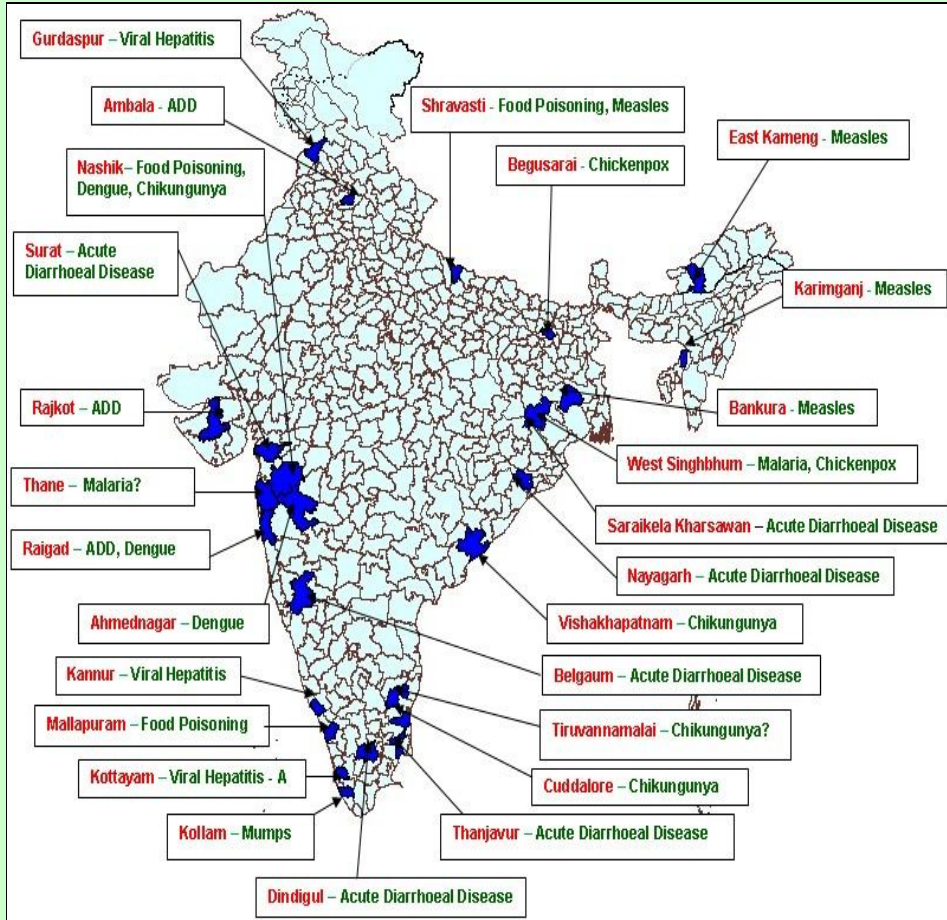 Gurdaspur – Viral Hepatitis
Ambala - ADD
Shravasti - Food Poisoning, Measles
East Kameng - Measles
Nashik– Food Poisoning,
Dengue, Chikungunya
Begusarai - Chickenpox
Surat – Acute
Diarrhoeal Disease
Karimganj - Measles
Rajkot – ADD
Bankura - Measles
West Singhbhum – Malaria, Chickenpox
Thane – Malaria?
Saraikela Kharsawan – Acute Diarrhoeal Disease
Raigad – ADD, Dengue
Nayagarh – Acute Diarrhoeal Disease
Ahmednagar – Dengue
Vishakhapatnam – Chikungunya
Kannur – Viral Hepatitis
Belgaum – Acute Diarrhoeal Disease
Mallapuram – Food Poisoning
Tiruvannamalai – Chikungunya?
Kottayam – Viral Hepatitis - A
Cuddalore – Chikungunya
Kollam – Mumps
Thanjavur – Acute Diarrhoeal Disease
Dindigul – Acute Diarrhoeal Disease